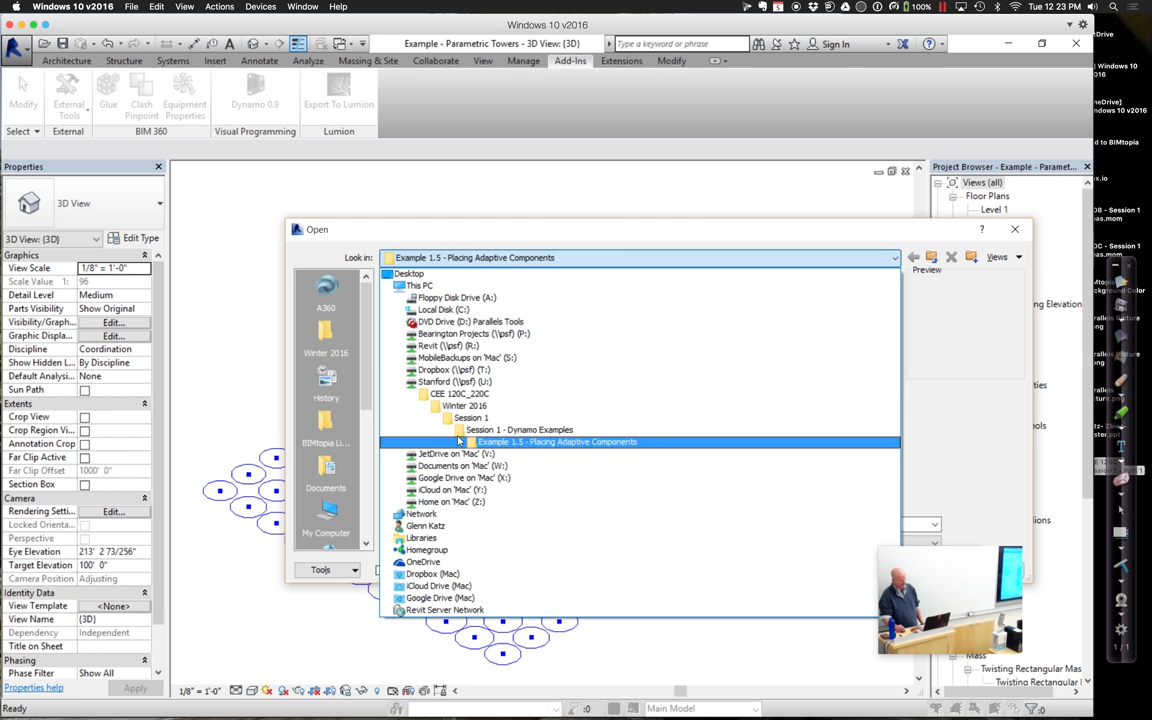 Windows 10 v2016 File Edit View Actions Devices Window Help
100% Tue 12 23 PM
Windows 10 v2016
Example - Parametric Towers - 3D View: {3D}
Type a keyword or phrase
Sign In
Architecture Structure Systems Insert Annotate Analyze Massing & Site Collaborate View Manage Add-Ins Extensions Modify
Modify
External
Tools
Glue
Clash
Pinpoint
Equipment
Properties
Dynamo 0.9
Export To Lumion
Select External BIM 360 Visual Programming Lumion
Properties
3D View
3D View: {3D} Edit Type
Graphics
View Scale 1/8" = 1'-0"
Scale Value 1: 96
Detail Level Medium
Parts Visibility Show Original
Visibility/Graph... Edit...
Graphic Displa... Edit...
Discipline Coordination
Show Hidden L... By Discipline
Default Analysi... None
Sun Path
Extents
Crop View
Crop Region Vi...
Annotation Crop
Far Clip Active
Far Clip Offset 1000' 0"
Section Box
Camera
Rendering Setti... Edit...
Locked Orienta...
Perspective
Eye Elevation 213' 2 73/256"
Target Elevation 100' 0"
Camera Position Adjusting
Identity Data
View Template <None>
View Name {3D}
Dependency Independent
Title on Sheet
Phasing
Phase Filter Show All
Properties help Apply
Open
Look in: Example 1.5 - Placing Adaptive Components
Views
Preview
A360
Winter 2016
History
BIMtopia Li...
Documents
My Computer
Tools
Desktop
This PC
Floppy Disk Drive (A:)
Local Disk (C:)
DVD Drive (D:) Parallels Tools
Bearington Projects (\\psf) (P:)
Revit (\\psf) (R:)
MobileBackups on 'Mac' (S:)
Dropbox (\\psf) (T:)
Stanford (\\psf) (U:)
CEE 120C_220C
Winter 2016
Session 1
Session 1 - Dynamo Examples
Example 1.5 - Placing Adaptive Components
JetDrive on 'Mac' (V:)
Documents on 'Mac' (W:)
Google Drive on 'Mac' (X:)
iCloud on 'Mac' (Y:)
Home on 'Mac' (Z:)
Network
Glenn Katz
Libraries
Homegroup
OneDrive
Dropbox (Mac)
iCloud Drive (Mac)
Google Drive (Mac)
Revit Server Network
Project Browser - Example - Paramet...
Views (all)
Floor Plans
Level 1
ing Elevation
Mass
Twisting Rectangular Mas
Twisting Rectangular Mas
1/8" = 1'-0"
Ready
:0
Main Model
:0
1 / 1